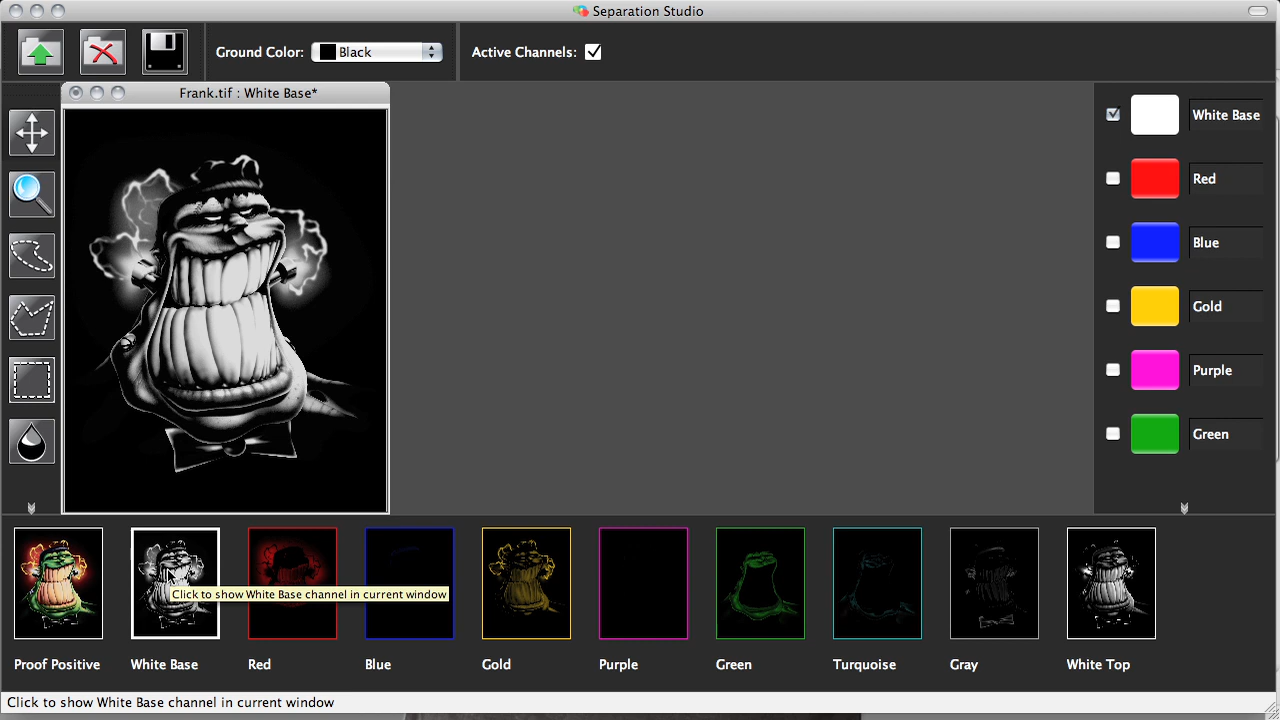 Separation Studio
Ground Color: Black Active Channels:
Frank.tif : White Base*
White Base
Red
Blue
Gold
Purple
Green
Click to show White Base channel in current window
Proof Positive White Base Red Blue Gold Purple Green Turquoise Gray White Top
Click to show White Base channel in current window